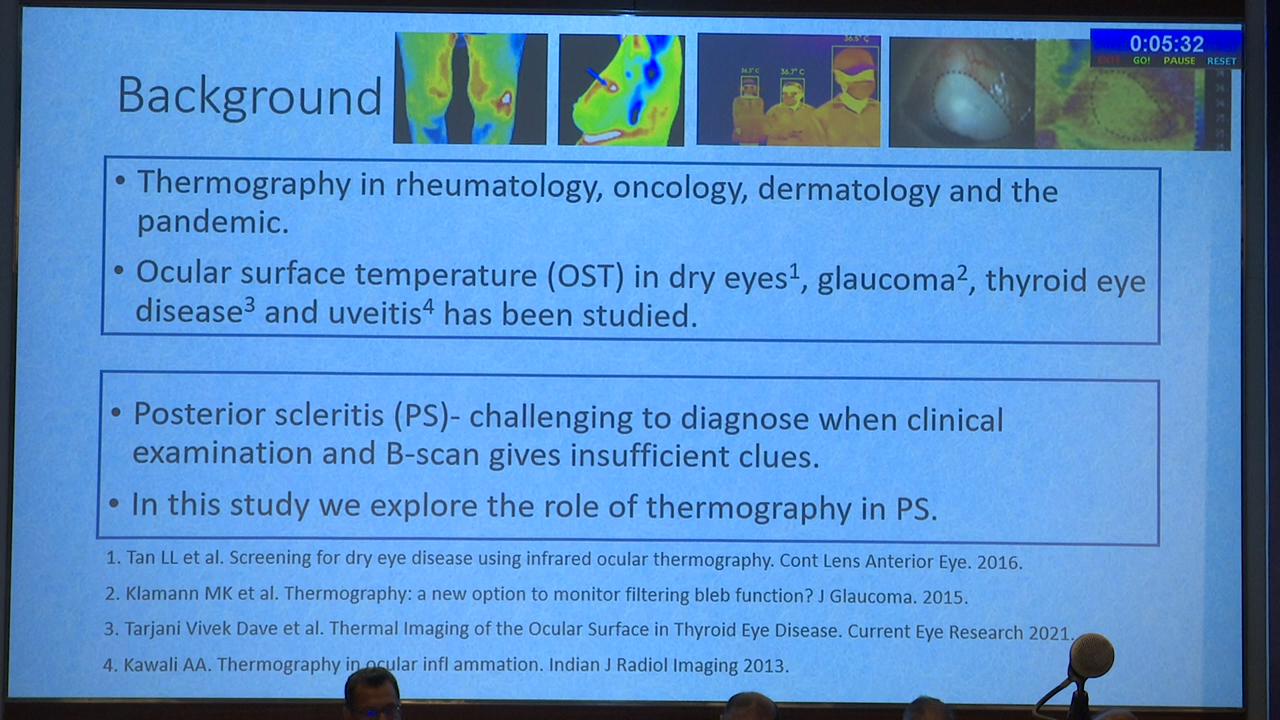 0:05:32
EXIT GO! PAUSE RESET
Background
36.3° C
36.7° C
36.5° C
• Thermography in rheumatology, oncology, dermatology and the
pandemic.
• Ocular surface temperature (OST) in dry eyes¹, glaucoma², thyroid eye
disease³ and uveitis⁴ has been studied.
• Posterior scleritis (PS)- challenging to diagnose when clinical
examination and B-scan gives insufficient clues.
• In this study we explore the role of thermography in PS.
1. Tan LL et al. Screening for dry eye disease using infrared ocular thermography. Cont Lens Anterior Eye. 2016.
2. Klamann MK et al. Thermography: a new option to monitor filtering bleb function? J Glaucoma. 2015.
3. Tarjani Vivek Dave et al. Thermal Imaging of the Ocular Surface in Thyroid Eye Disease. Current Eye Research 2021.
4. Kawali AA. Thermography in ocular infl ammation. Indian J Radiol Imaging 2013.